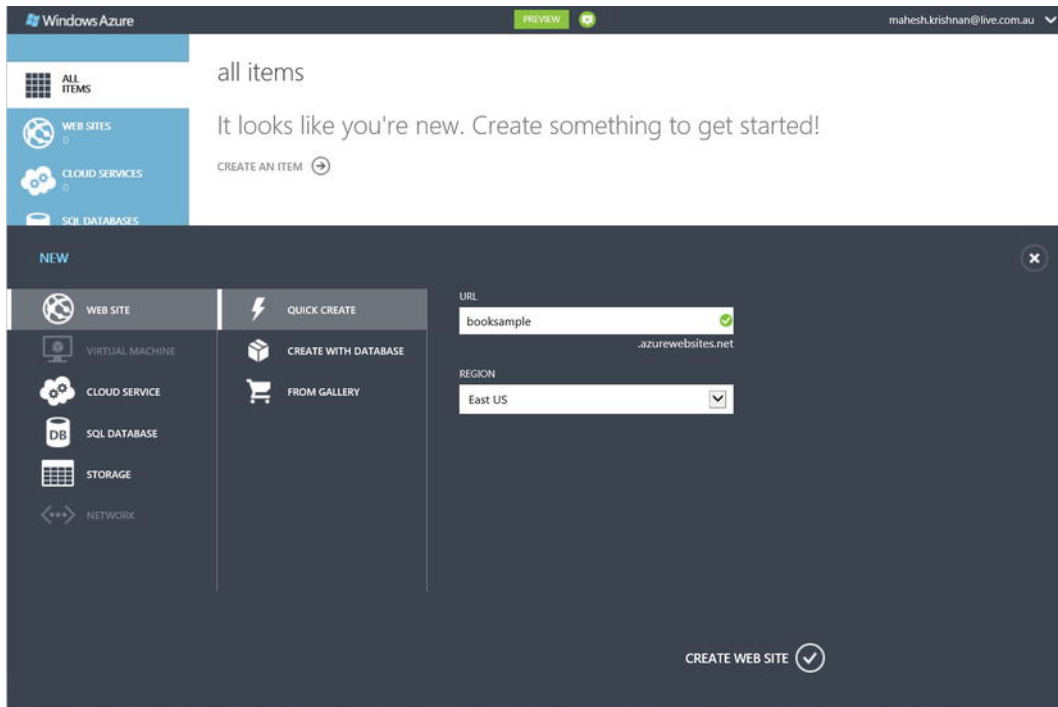 Windows Azure
PREVIEW
mahesh.krishnan@live.com.au
ALL
ITEMS
WEB SITES
0
CLOUD SERVICES
0
SQL DATABASES
all items
It looks like you're new. Create something to get started!
CREATE AN ITEM
NEW
WEB SITE
VIRTUAL MACHINE
CLOUD SERVICE
DB
SQL DATABASE
STORAGE
NETWORK
QUICK CREATE
CREATE WITH DATABASE
FROM GALLERY
URL
booksample
.azurewebsites.net
REGION
East US
CREATE WEB SITE